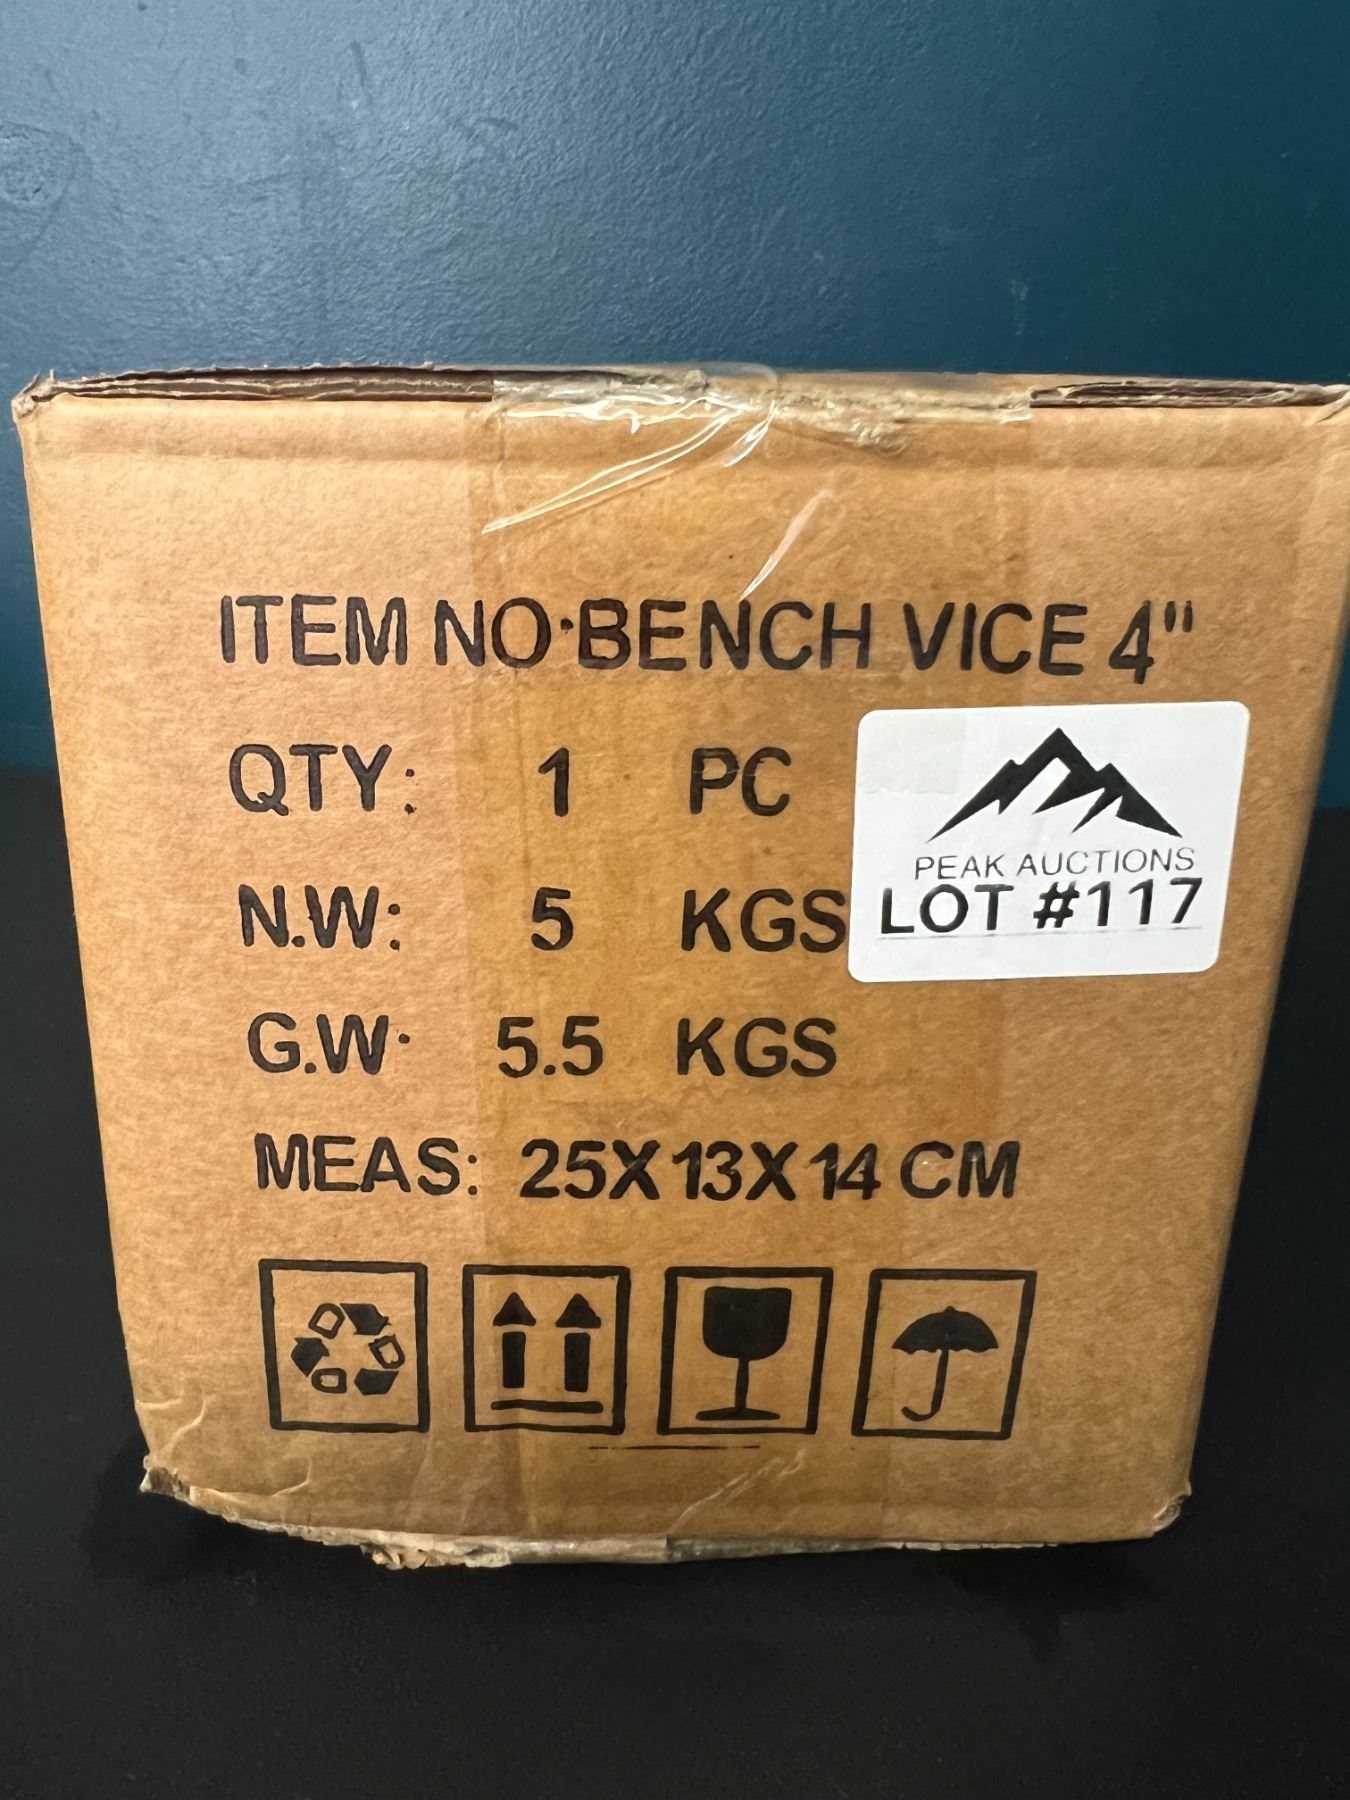 ITEM NO:BENCH VICE 4"
QTY: 1 PC
N.W: 5 KGS
G.W: 5.5 KGS
MEAS: 25X13X14 CM
PEAK AUCTIONS
LOT #117